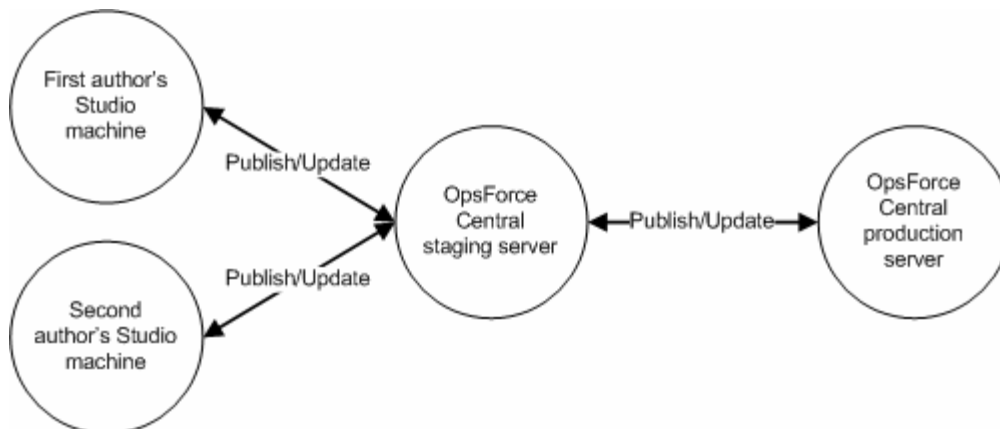 First author's
Studio
machine
Publish/Update
OpsForce
Central
staging server
Publish/Update
OpsForce
Central
production
server
Publish/Update
Second
author's Studio
machine